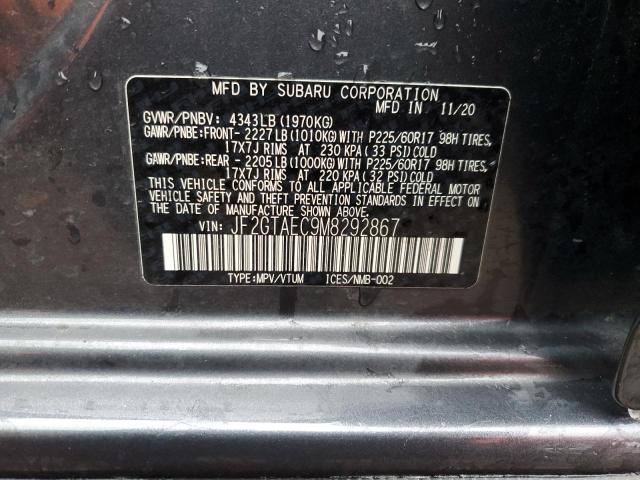 MFD BY SUBARU CORPORATION
MFD IN 11/20
GVWR/PNBV: 4343LB (1970KG)
GAWR/PNBE:FRONT- 2227LB (1010KG) WITH P225/60R17 98H TIRES,
17X7J RIMS AT 230 KPA (33 PSI) COLD
GAWR/PNBE:REAR - 2205LB (1000KG) WITH P225/60R17 98H TIRES,
17X7J RIMS AT 220 KPA (32 PSI) COLD
THIS VEHICLE CONFORMS TO ALL APPLICABLE FEDERAL MOTOR
VEHICLE SAFETY AND THEFT PREVENTION STANDARDS IN EFFECT ON
THE DATE OF MANUFACTURE SHOWN ABOVE.
VIN: JF2GTAEC9M8292867
TYPE:MPV/VTUM ICES/NMB-002